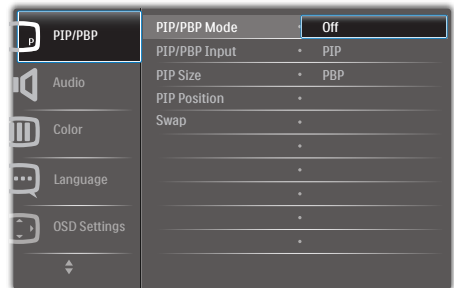 P
PIP/PBP
Audio
Color
Language
OSD Settings
PIP/PBP Mode • Off
PIP/PBP Input • PIP
PIP Size • PBP
PIP Position •
Swap •
•
•
•
•
•